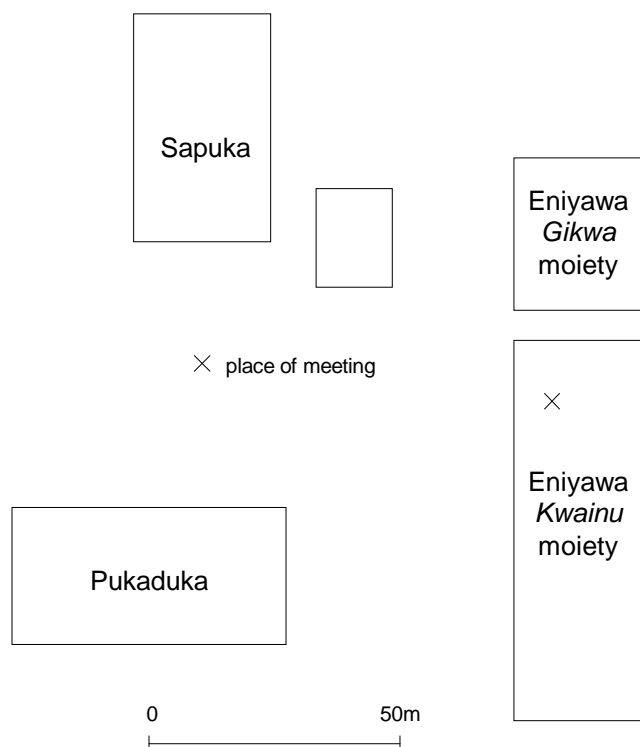 Sapuka
Eniyawa
Gikwa
moiety
place of meeting
Eniyawa
Kwainu
moiety
Pukaduka
0
50m